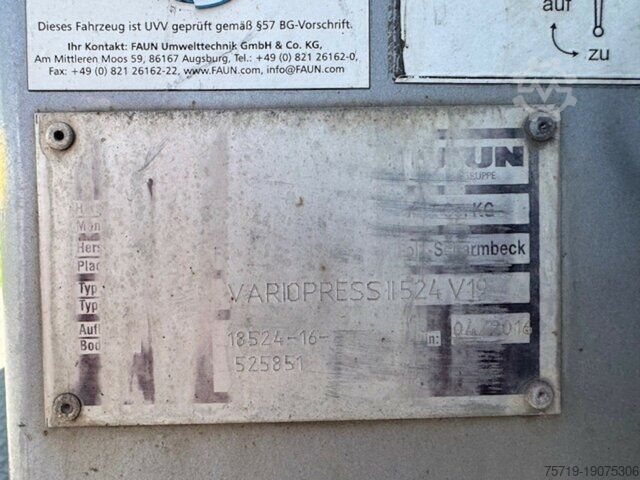 Dieses Fahrzeug ist UVV geprüft gemäß §57 BG-Vorschrift.
Ihr Kontakt: FAUN Umwelttechnik GmbH & Co. KG,
Am Mittleren Moos 59, 86167 Augsburg, Tel.: +49 (0) 821 26162-0,
Fax: +49 (0) 821 26162-22, www.FAUN.com, info@FAUN.com
auf
zu
FAUN
GRUPPE
KG
Hers
Scharmbeck
Plac
Typ VARIOPRESS II 524 V19
Typ
Auft 18524-16- 04/2016
Bod 525851
75719-19075306